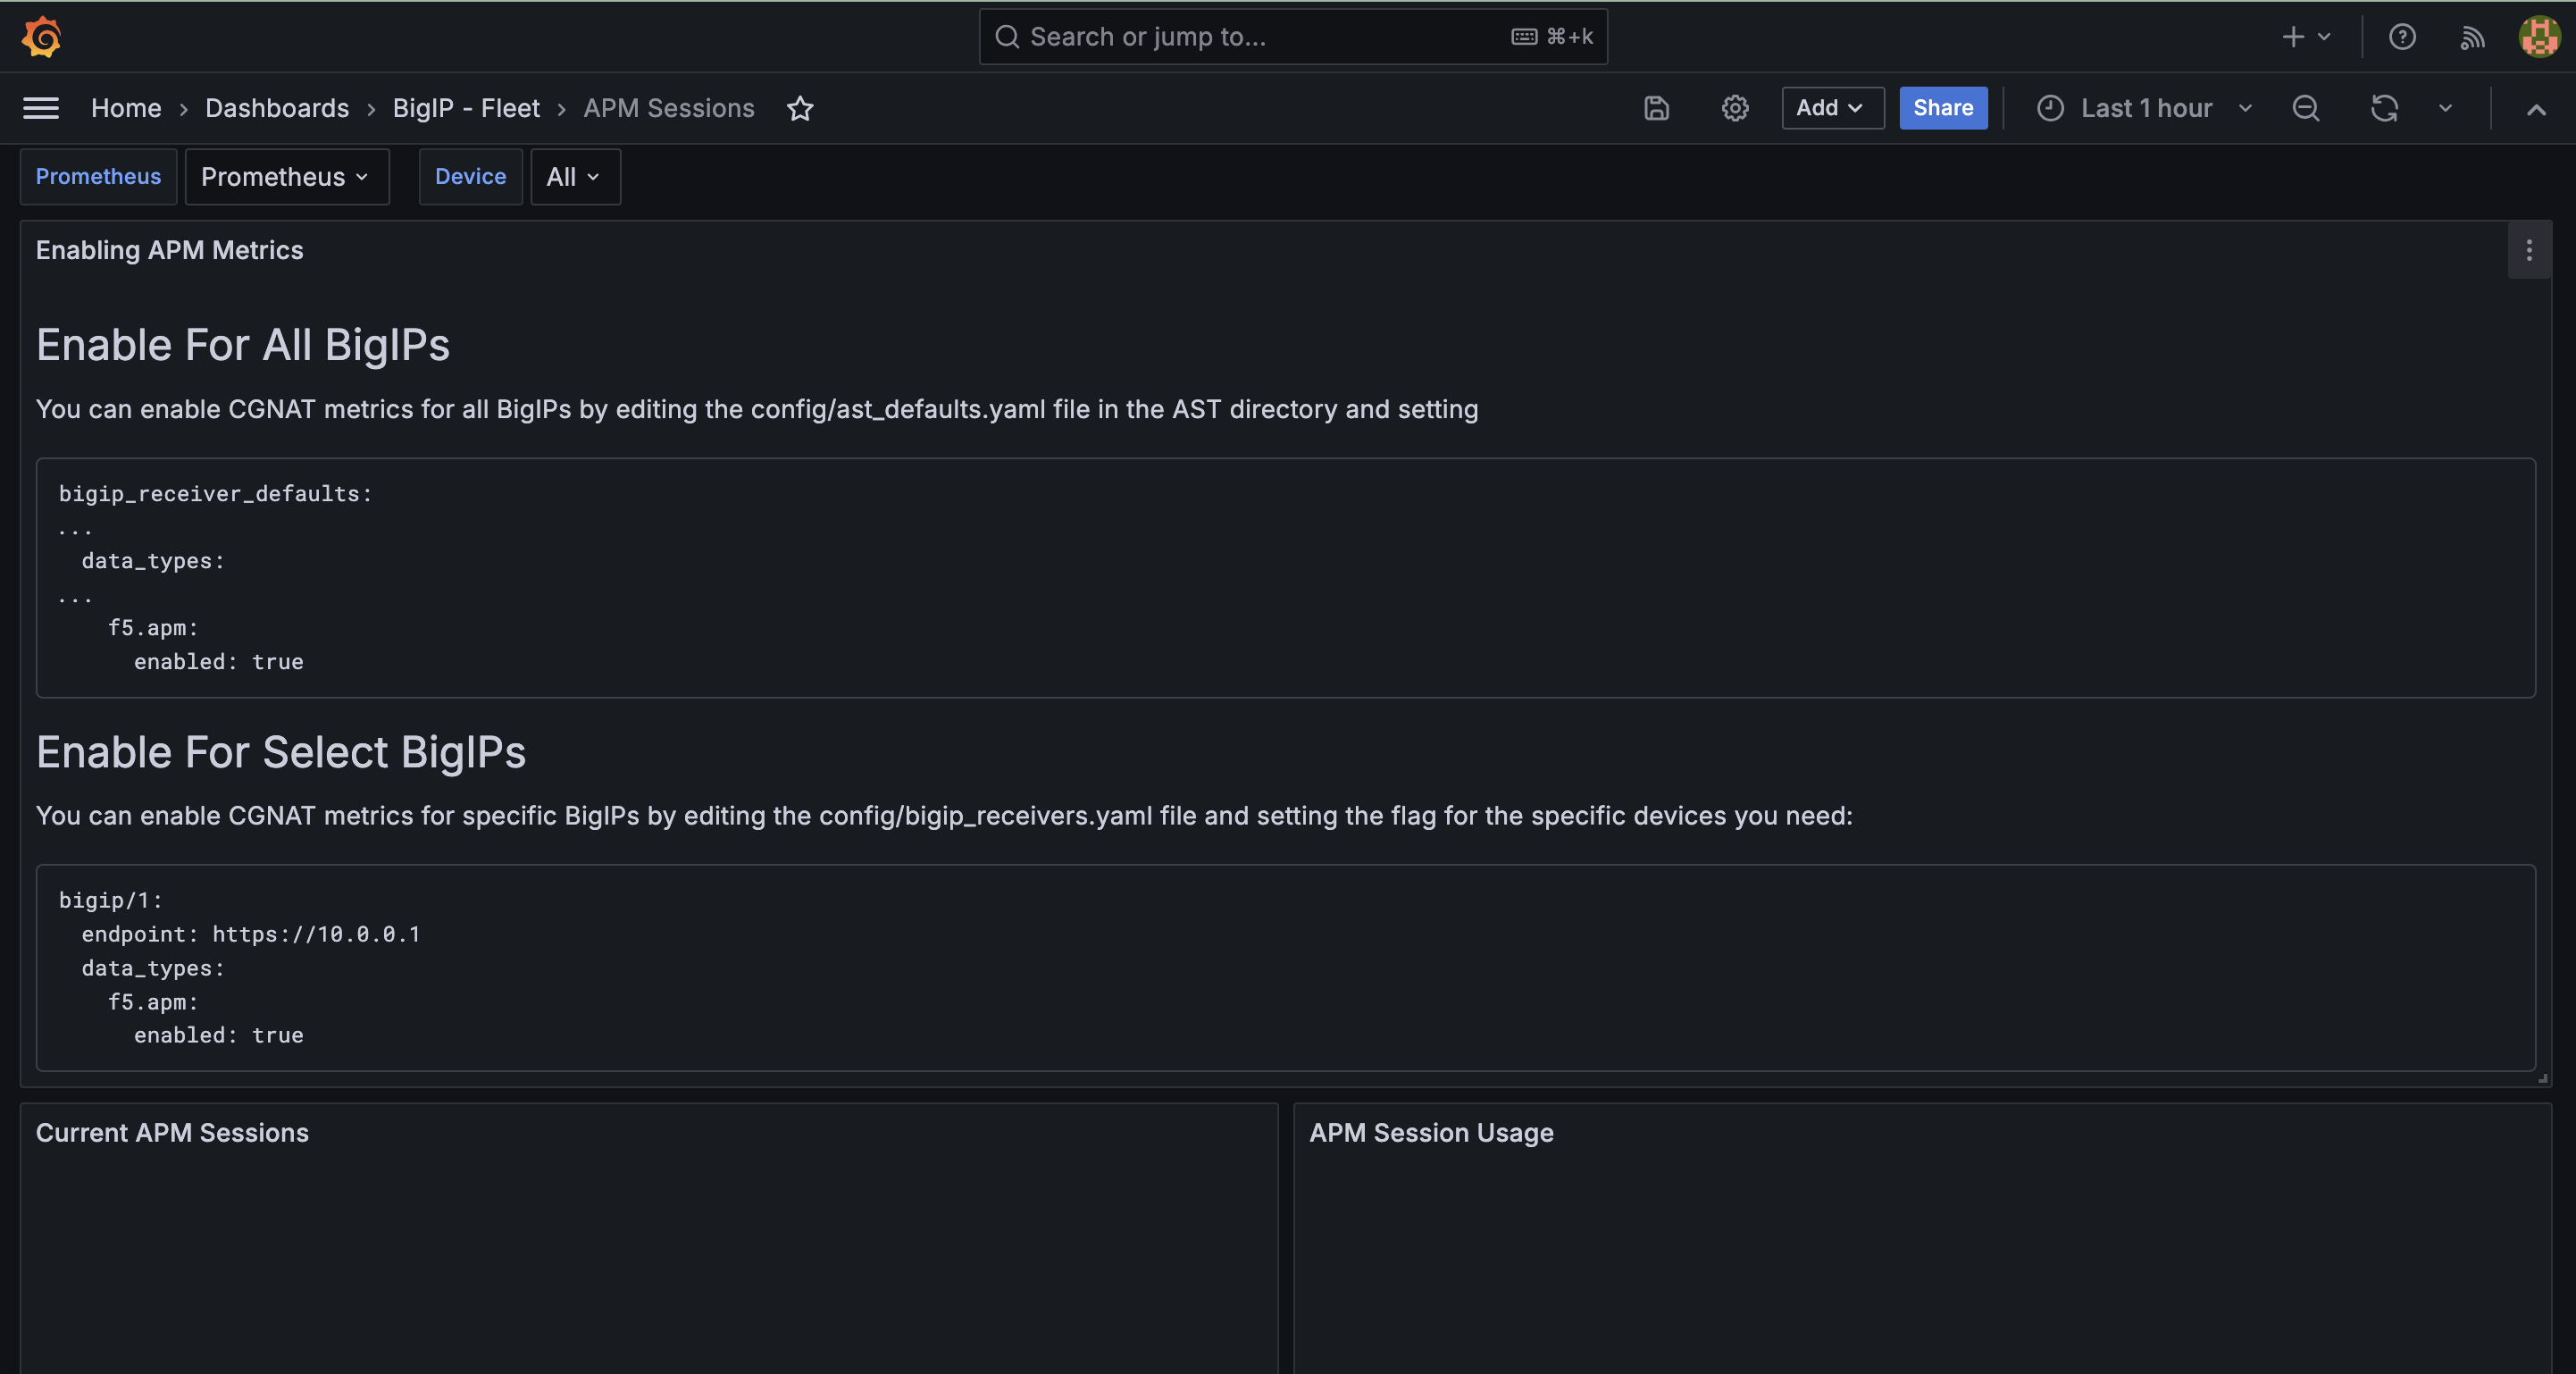 Search or jump to... ⌘+k
Home › Dashboards › BigIP - Fleet › APM Sessions
Add
Share
Last 1 hour
Prometheus
Prometheus
Device
All
Enabling APM Metrics
Enable For All BigIPs
You can enable CGNAT metrics for all BigIPs by editing the config/ast_defaults.yaml file in the AST directory and setting
bigip_receiver_defaults:
...
  data_types:
...
    f5.apm:
      enabled: true
Enable For Select BigIPs
You can enable CGNAT metrics for specific BigIPs by editing the config/bigip_receivers.yaml file and setting the flag for the specific devices you need:
bigip/1:
  endpoint: https://10.0.0.1
  data_types:
    f5.apm:
      enabled: true
Current APM Sessions
APM Session Usage